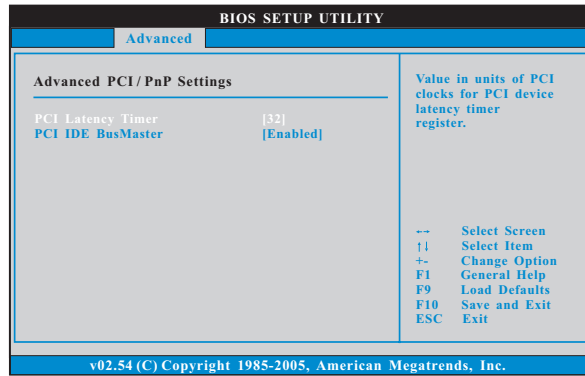 BIOS SETUP UTILITY
Advanced
Advanced PCI / PnP Settings
PCI Latency Timer [32]
PCI IDE BusMaster [Enabled]
Value in units of PCI
clocks for PCI device
latency timer
register.
←→ Select Screen
↑↓ Select Item
+- Change Option
F1 General Help
F9 Load Defaults
F10 Save and Exit
ESC Exit
v02.54 (C) Copyright 1985-2005, American Megatrends, Inc.